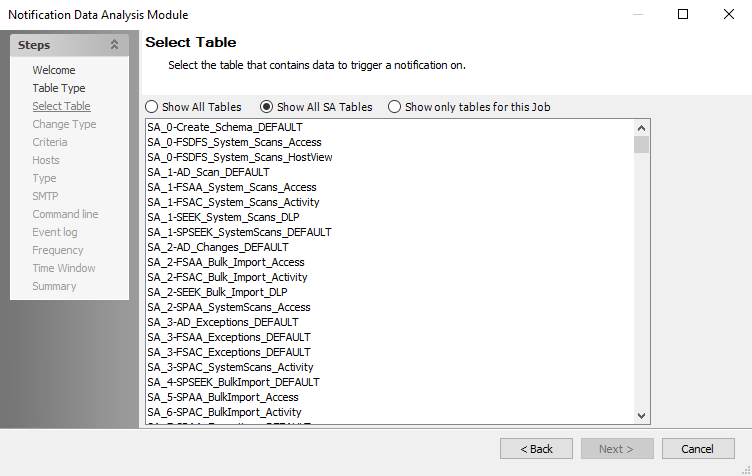 Notification Data Analysis Module
Steps
Welcome
Table Type
Select Table
Change Type
Criteria
Hosts
Type
SMTP
Command line
Event log
Frequency
Time Window
Summary
Select Table
Select the table that contains data to trigger a notification on.
Show All Tables Show All SA Tables Show only tables for this Job
SA_0-Create_Schema_DEFAULT
SA_0-FSDFS_System_Scans_Access
SA_0-FSDFS_System_Scans_HostView
SA_1-AD_Scan_DEFAULT
SA_1-FSAA_System_Scans_Access
SA_1-FSAC_System_Scans_Activity
SA_1-SEEK_System_Scans_DLP
SA_1-SPSEEK_SystemScans_DEFAULT
SA_2-AD_Changes_DEFAULT
SA_2-FSAA_Bulk_Import_Access
SA_2-FSAC_Bulk_Import_Activity
SA_2-SEEK_Bulk_Import_DLP
SA_2-SPAA_SystemScans_Access
SA_3-AD_Exceptions_DEFAULT
SA_3-FSAA_Exceptions_DEFAULT
SA_3-FSAC_Exceptions_DEFAULT
SA_3-SPAC_SystemScans_Activity
SA_4-SPSEEK_BulkImport_DEFAULT
SA_5-SPAA_BulkImport_Access
SA_6-SPAC_BulkImport_Activity
< Back Next > Cancel